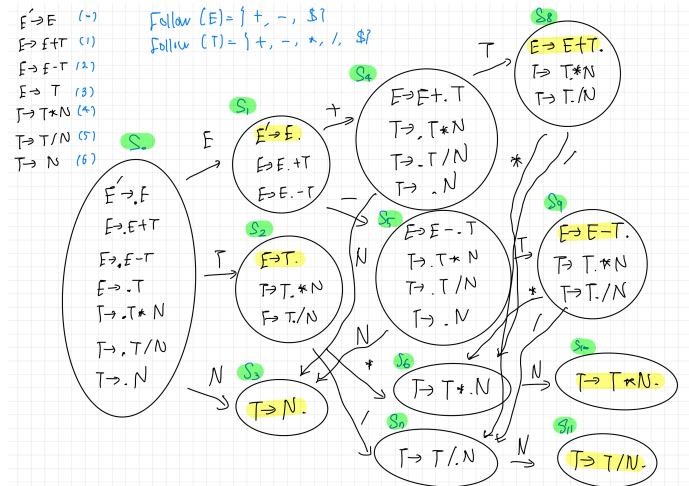 E'→E (0)
E→E+T (1)
E→E-T (2)
E→ T (3)
T→T*N (4)
T→T/N (5)
T→ N (6)
Follow (E)={ +, -, $}
Follow (T)={ +, -, *, /, $}
S0
E'→.E
E→.E+T
E→.E-T
E→.T
T→.T*N
T→.T/N
T→.N
E
T
N
S1
E'→E.
E→E.+T
E→E.-T
+
-
S2
E→T.
T→T.*N
T→T./N
*
/
S3
T→N.
S4
E→E+.T
T→.T*N
T→.T/N
T→.N
T
N
S5
E→E-.T
T→.T*N
T→.T/N
T→.N
T
N
S6
T→T*.N
N
S7
T→T/.N
N
S8
E→E+T.
T→T.*N
T→T./N
*
/
S9
E→E-T.
T→T.*N
T→T./N
*
/
S10
T→T*N.
S11
T→T/N.